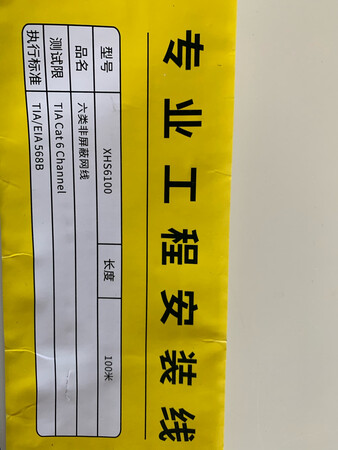 专业工程安装线
型号 XHS6100 长度 100米
品名 六类非屏蔽网线
测试限 TIA Cat 6 Channel
执行标准 TIA/EIA 568B